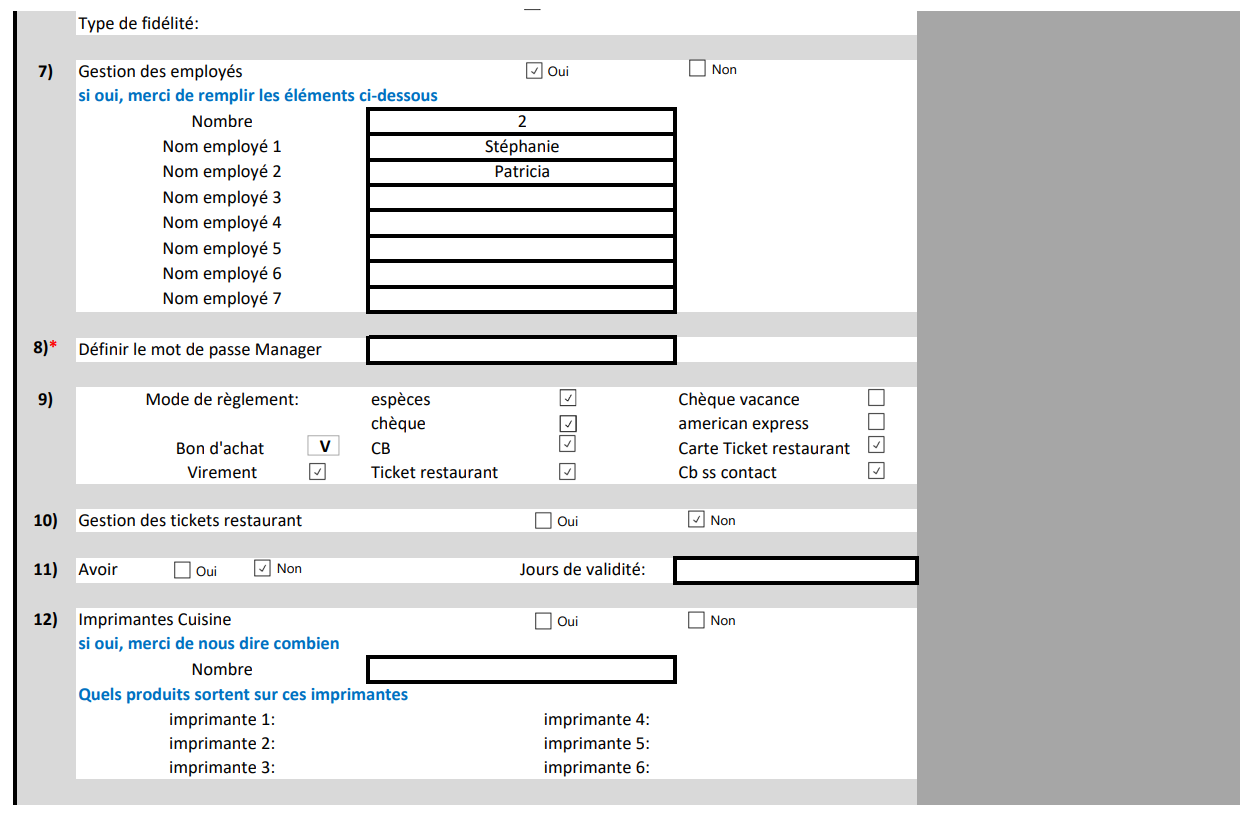 Type de fidélité:
7) Gestion des employés Oui Non
si oui, merci de remplir les éléments ci-dessous
Nombre 2
Nom employé 1 Stéphanie
Nom employé 2 Patricia
Nom employé 3
Nom employé 4
Nom employé 5
Nom employé 6
Nom employé 7
8)* Définir le mot de passe Manager
9) Mode de règlement: espèces Chèque vacance
chèque american express
Bon d'achat V CB Carte Ticket restaurant
Virement Ticket restaurant Cb ss contact
10) Gestion des tickets restaurant Oui Non
11) Avoir Oui Non Jours de validité:
12) Imprimantes Cuisine Oui Non
si oui, merci de nous dire combien
Nombre
Quels produits sortent sur ces imprimantes
imprimante 1: imprimante 4:
imprimante 2: imprimante 5:
imprimante 3: imprimante 6: